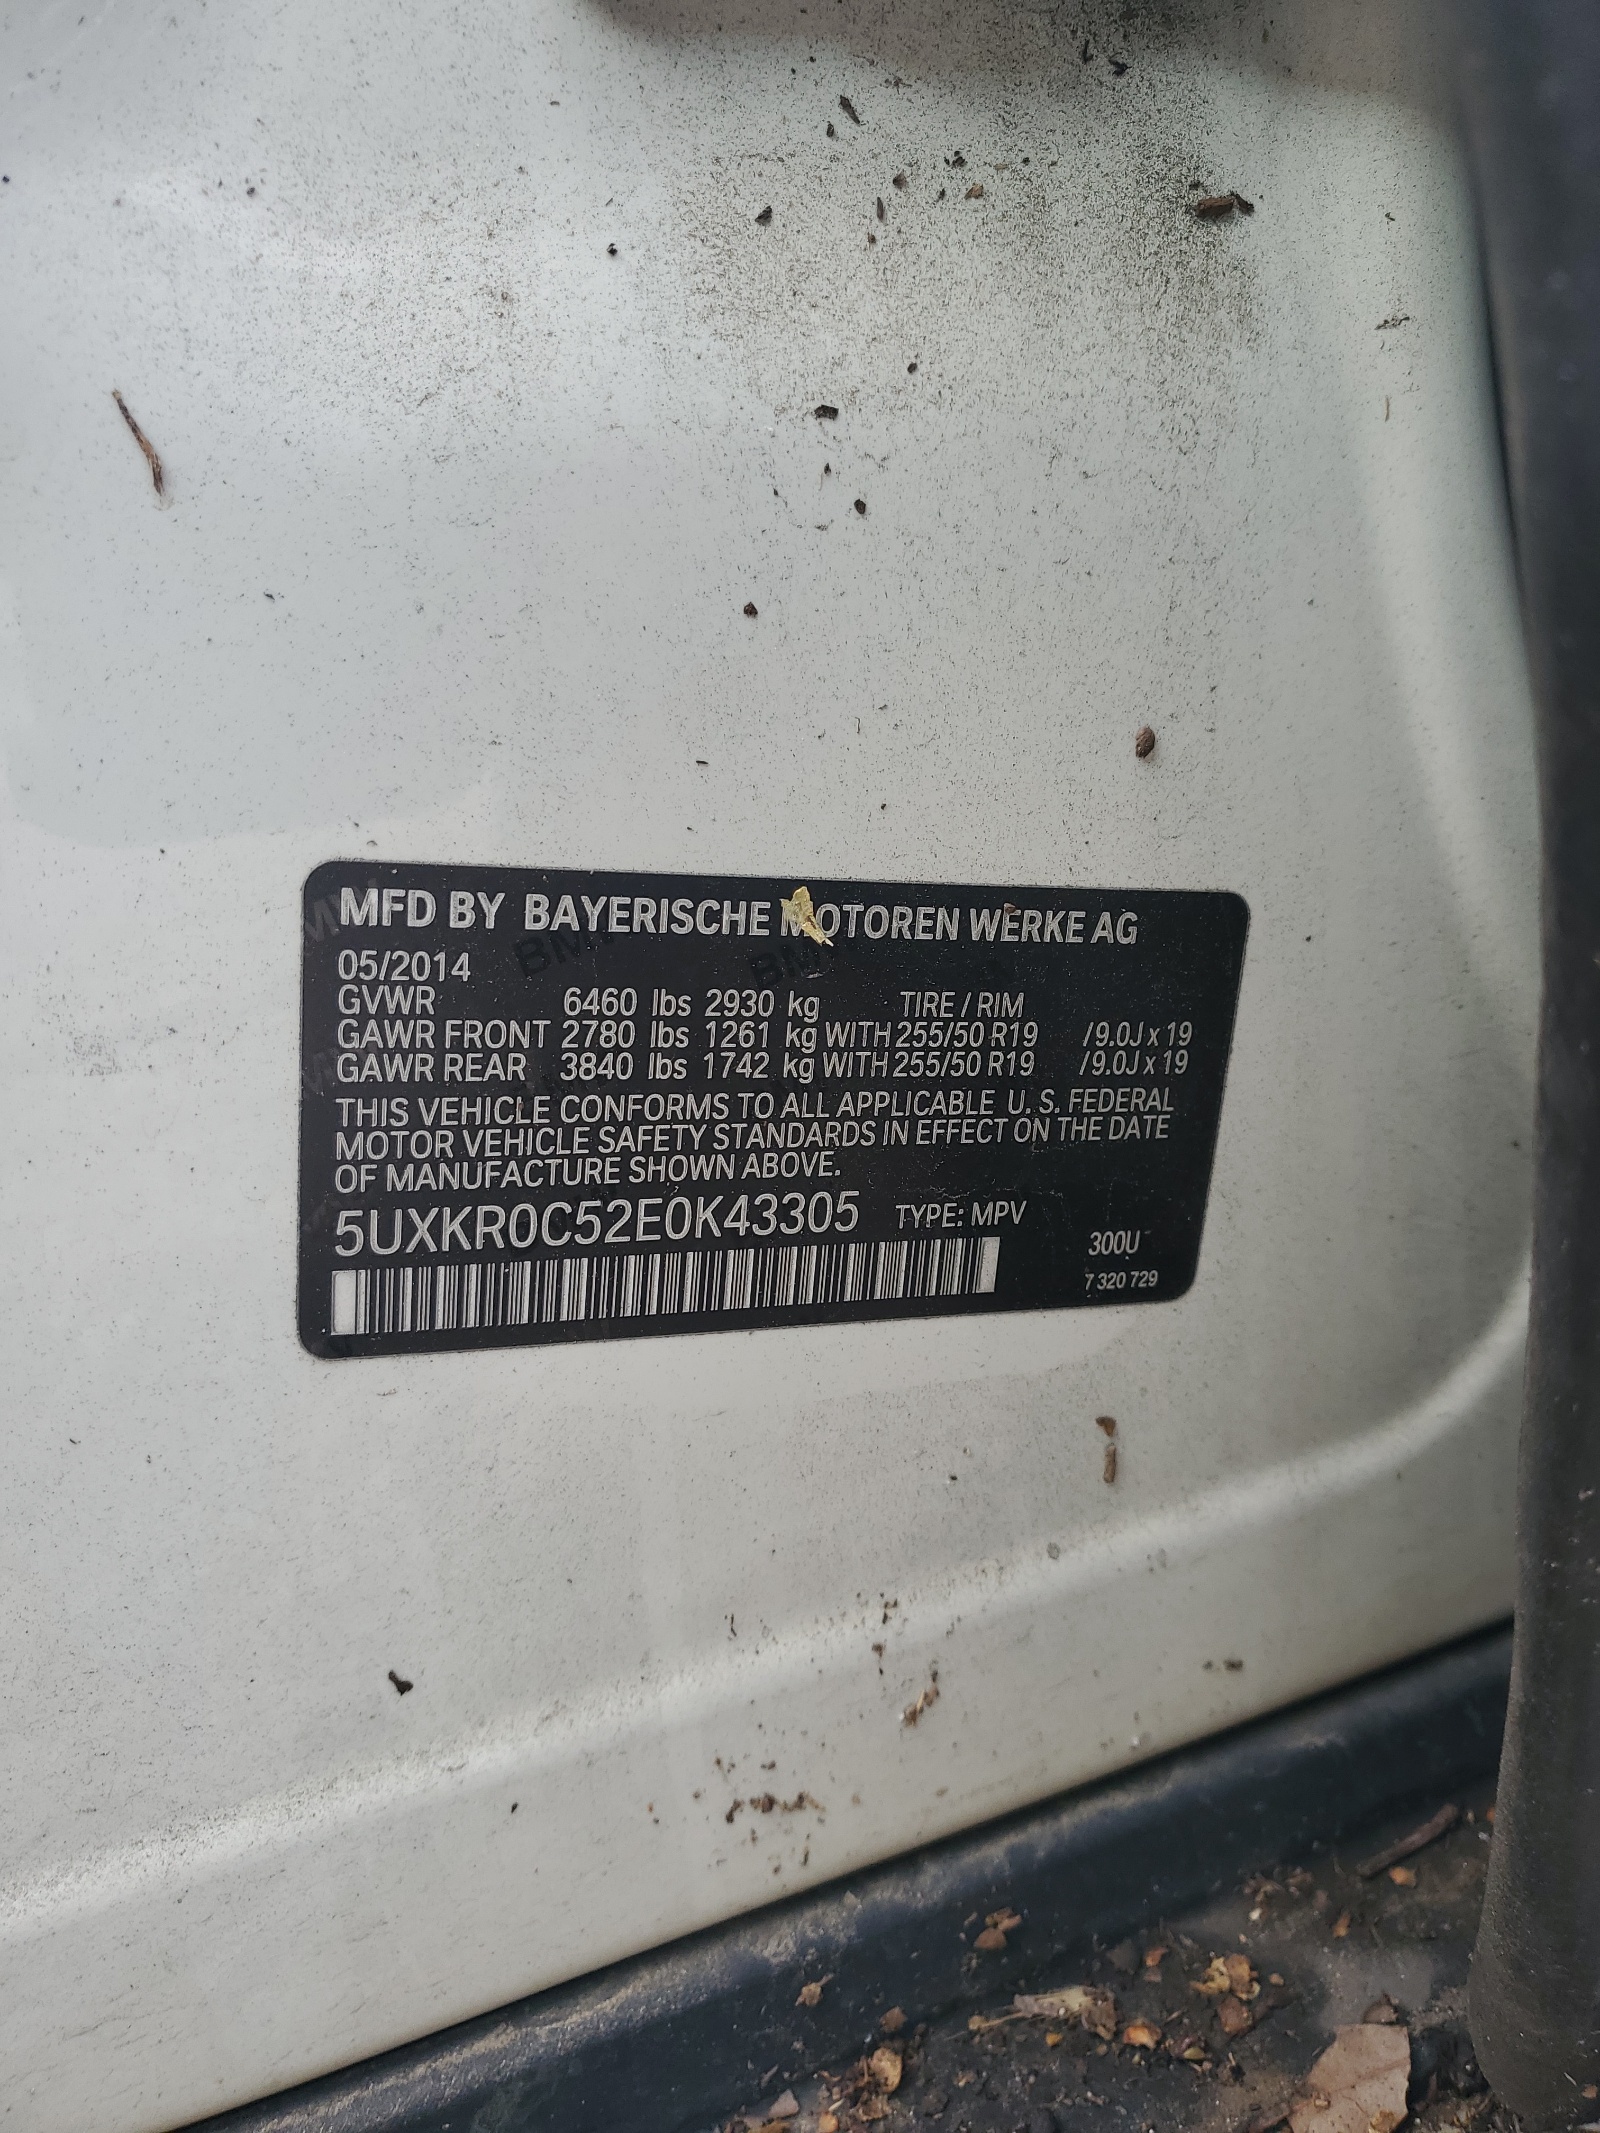 MFD BY BAYERISCHE MOTOREN WERKE AG
05/2014
GVWR 6460 lbs 2930 kg TIRE / RIM
GAWR FRONT 2780 lbs 1261 kg WITH 255/50 R19 /9.0J x 19
GAWR REAR 3840 lbs 1742 kg WITH 255/50 R19 /9.0J x 19
THIS VEHICLE CONFORMS TO ALL APPLICABLE U. S. FEDERAL
MOTOR VEHICLE SAFETY STANDARDS IN EFFECT ON THE DATE
OF MANUFACTURE SHOWN ABOVE.
5UXKR0C52E0K43305 TYPE: MPV
300U
7 320 729